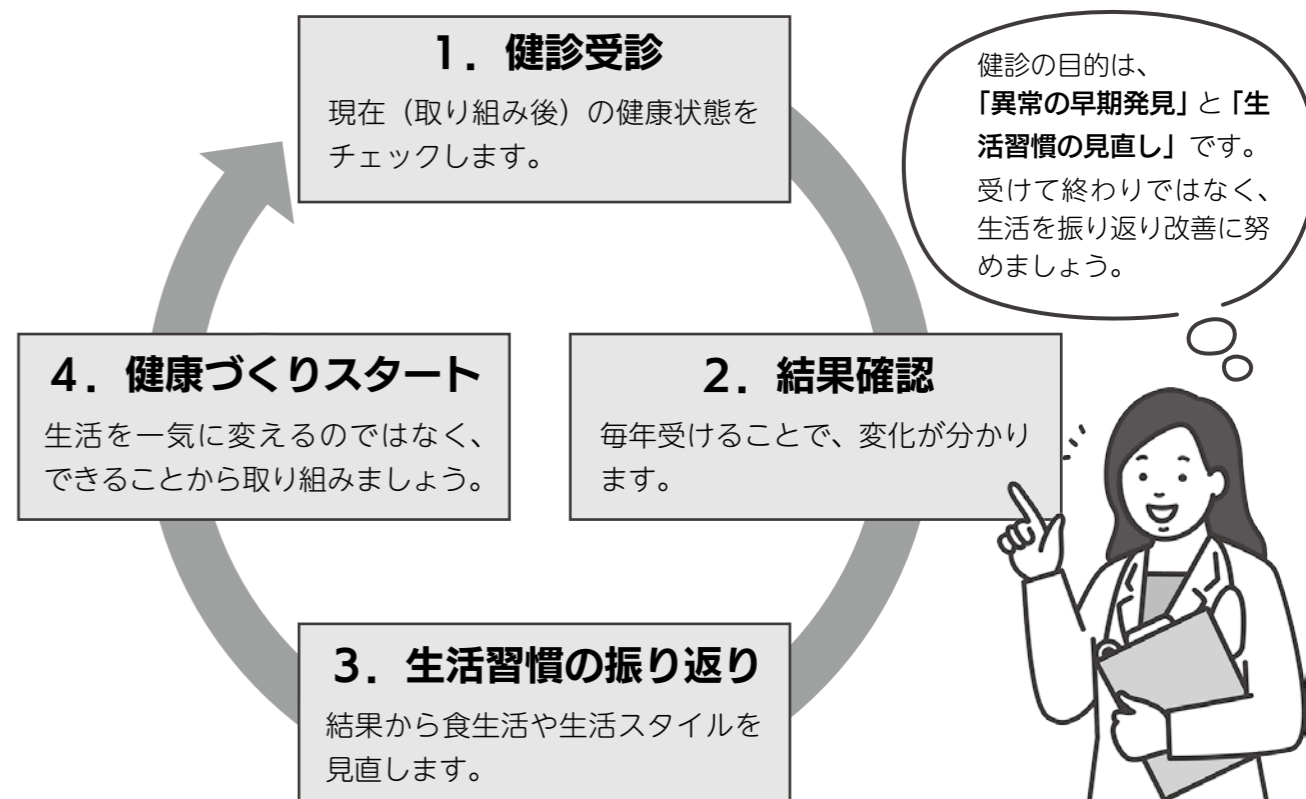 1．健診受診
現在（取り組み後）の健康状態を
チェックします。
健診の目的は、
「異常の早期発見」と「生
活習慣の見直し」です。
受けて終わりではなく、
生活を振り返り改善に努
めましょう。
2．結果確認
毎年受けることで、変化が分かり
ます。
3．生活習慣の振り返り
結果から食生活や生活スタイルを
見直します。
4．健康づくりスタート
生活を一気に変えるのではなく、
できることから取り組みましょう。